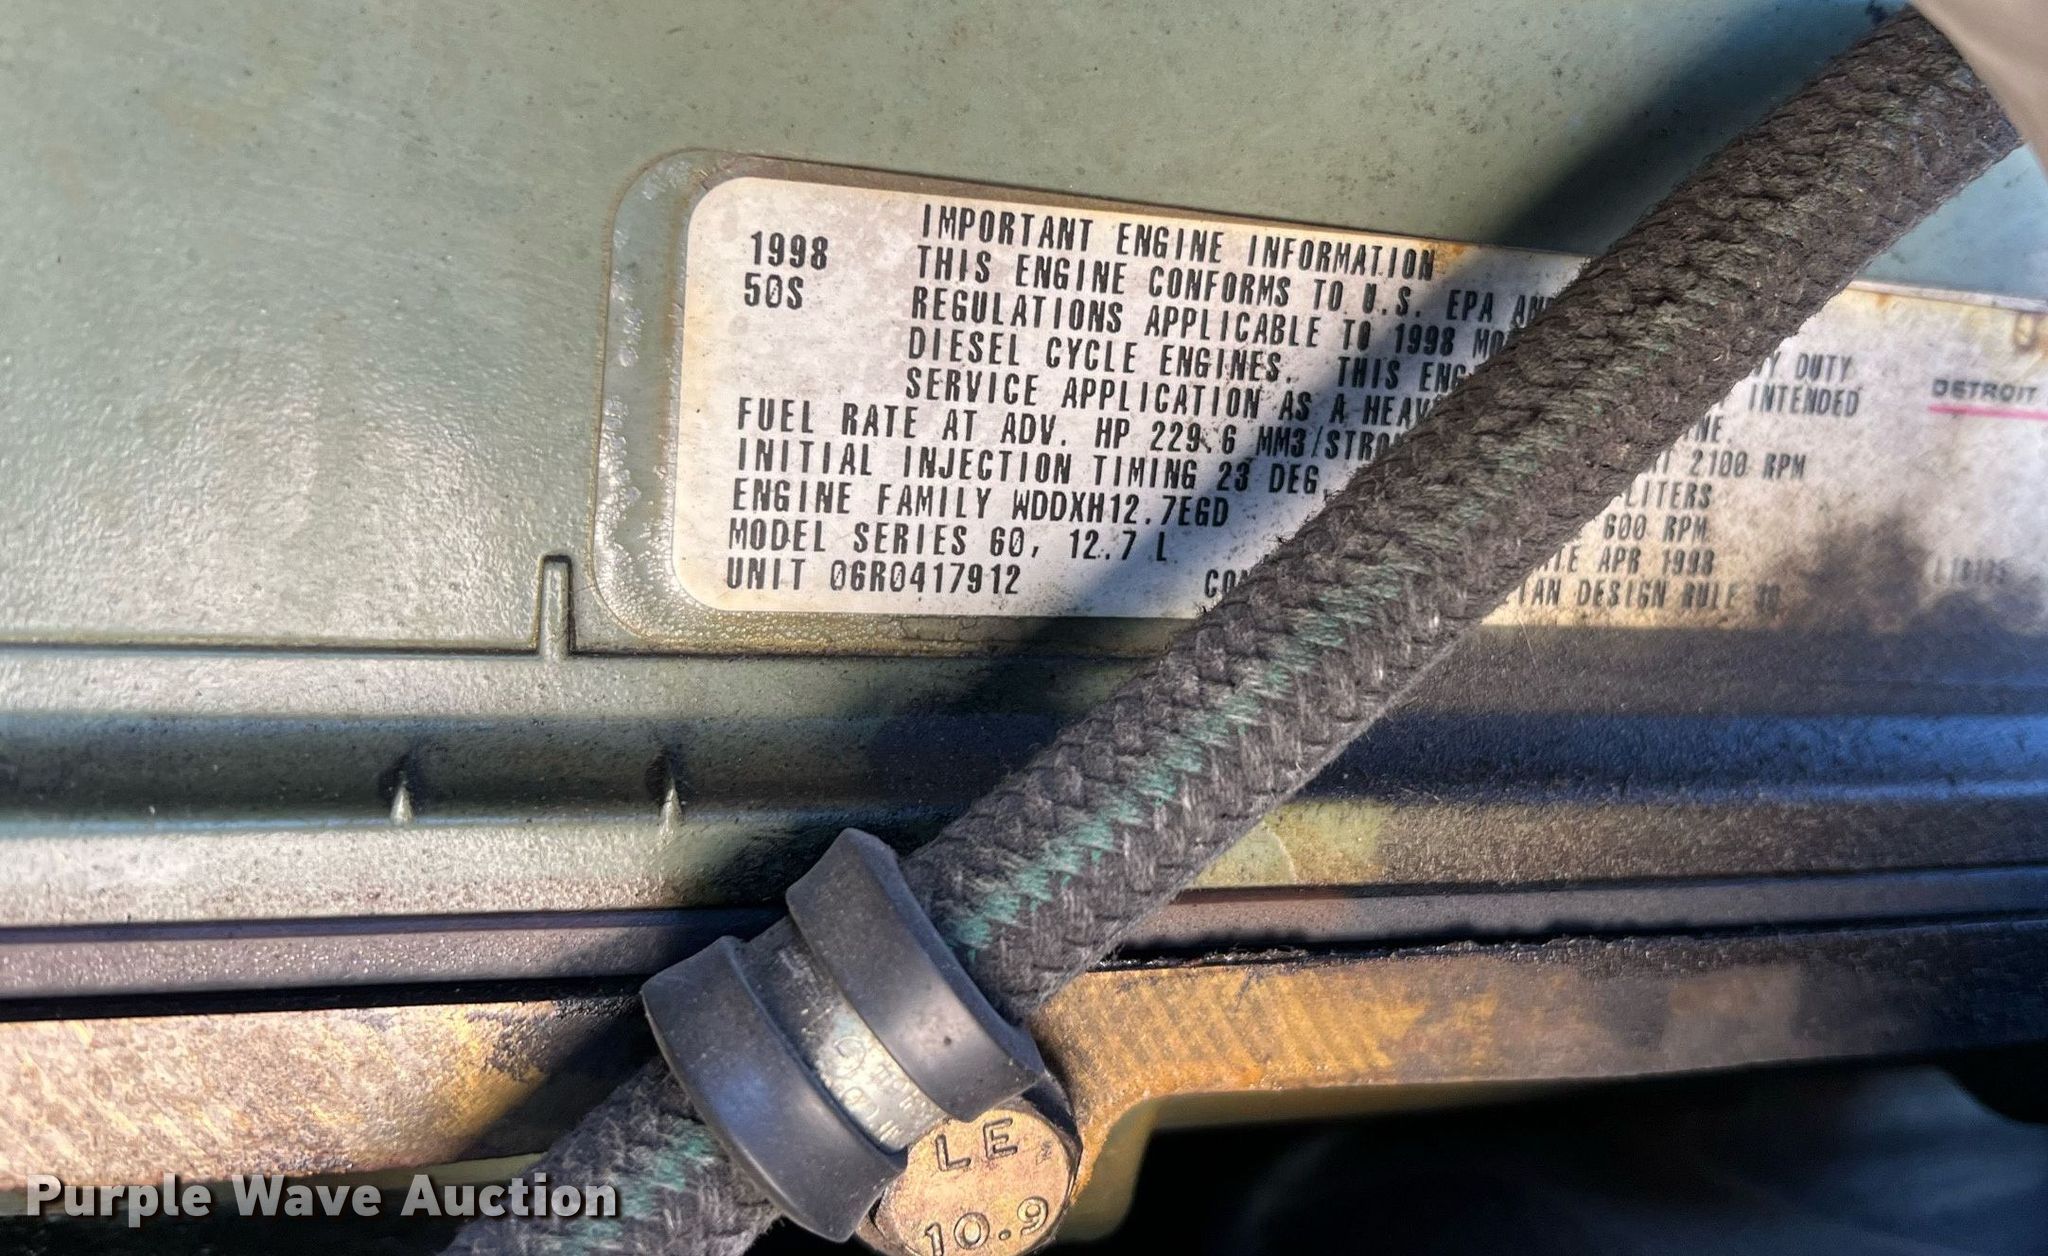 1998
50S
IMPORTANT ENGINE INFORMATION
THIS ENGINE CONFORMS TO U.S. EPA
REGULATIONS APPLICABLE TO 1998 DUTY
DIESEL CYCLE ENGINES. THIS INTENDED
SERVICE APPLICATION AS A
FUEL RATE AT ADV. HP 229.6 2100 RPM
INITIAL INJECTION TIMING 23 DEG LITERS
ENGINE FAMILY WDDXH12.7EGD 600 RPM
MODEL SERIES 60, 12.7 L APR 1998
UNIT 06R0417912 DESIGN RULE
DETROIT
LE
10.9
Purple Wave Auction